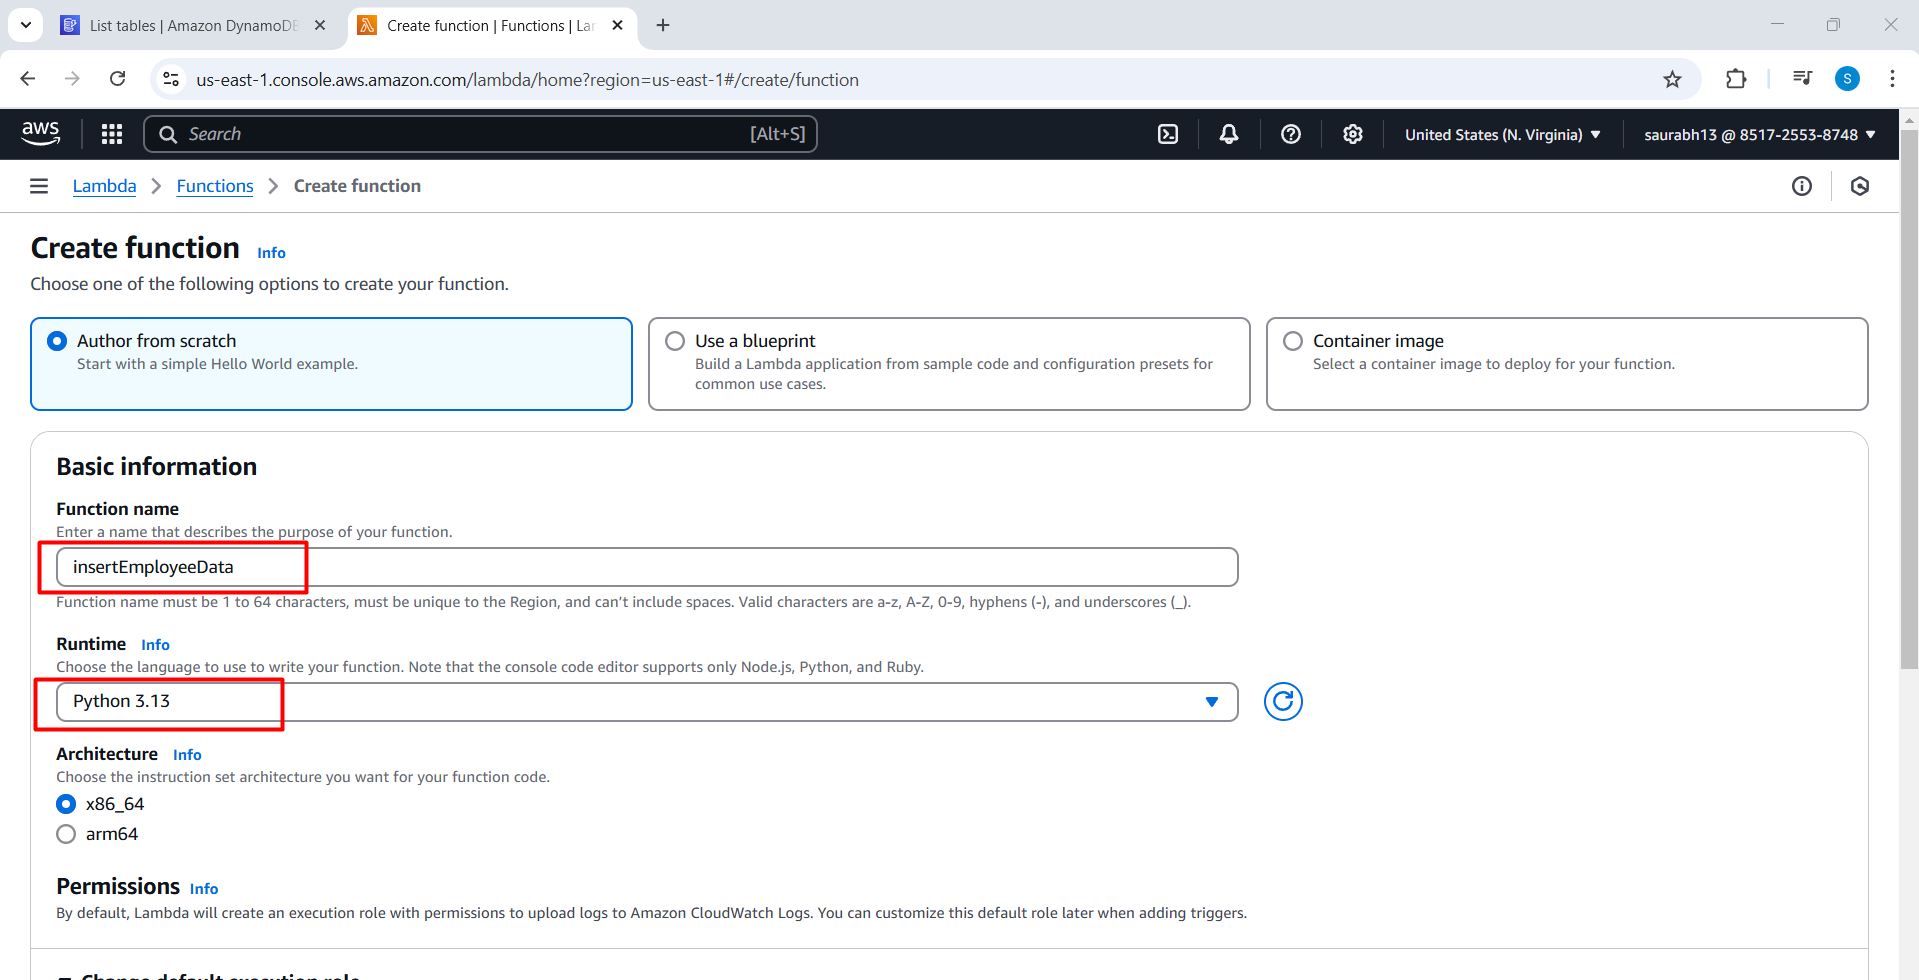 List tables | Amazon DynamoDB
Create function | Functions | La
us-east-1.console.aws.amazon.com/lambda/home?region=us-east-1#/create/function
S
aws
Search
[Alt+S]
United States (N. Virginia)
saurabh13 @ 8517-2553-8748
Lambda > Functions > Create function
Create function Info
Choose one of the following options to create your function.
Author from scratch
Start with a simple Hello World example.
Use a blueprint
Build a Lambda application from sample code and configuration presets for
common use cases.
Container image
Select a container image to deploy for your function.
Basic information
Function name
Enter a name that describes the purpose of your function.
insertEmployeeData
Function name must be 1 to 64 characters, must be unique to the Region, and can’t include spaces. Valid characters are a-z, A-Z, 0-9, hyphens (-), and underscores (_).
Runtime Info
Choose the language to use to write your function. Note that the console code editor supports only Node.js, Python, and Ruby.
Python 3.13
Architecture Info
Choose the instruction set architecture you want for your function code.
x86_64
arm64
Permissions Info
By default, Lambda will create an execution role with permissions to upload logs to Amazon CloudWatch Logs. You can customize this default role later when adding triggers.
Change default execution role